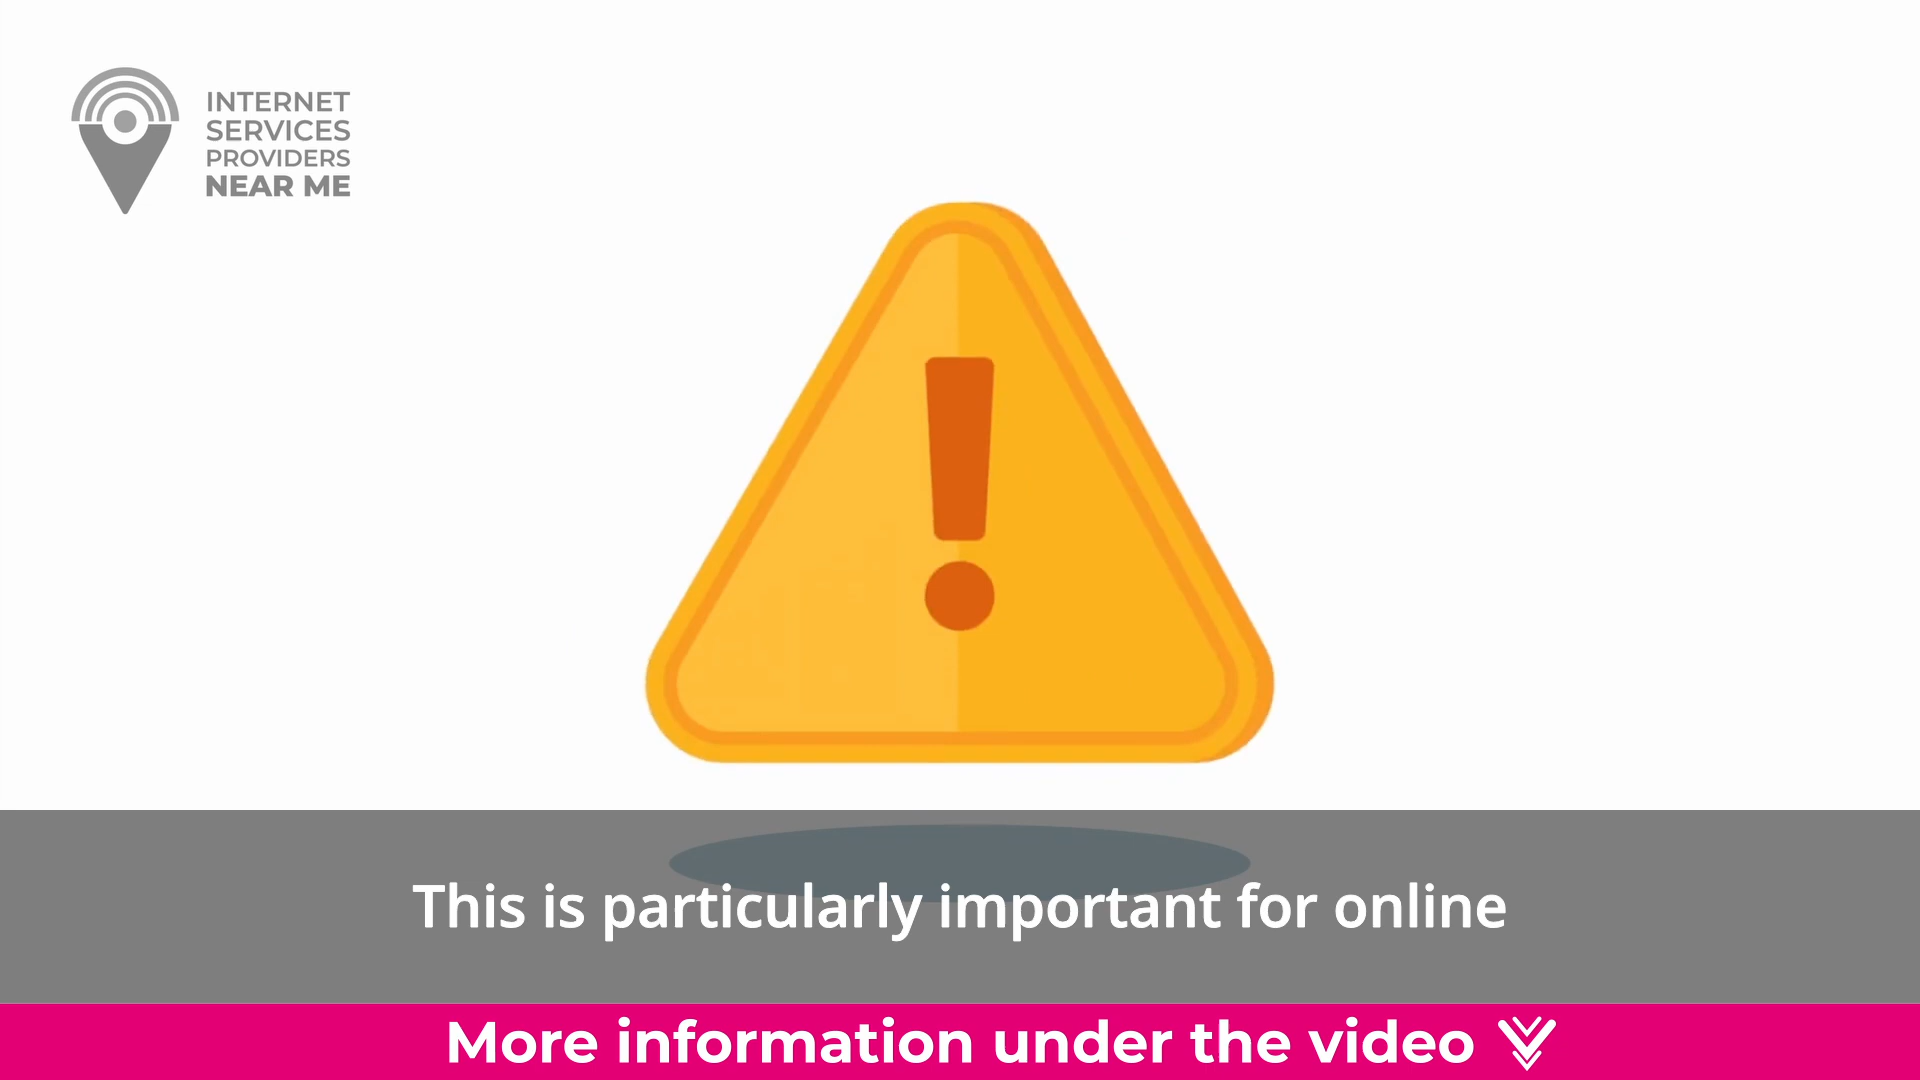 INTERNET
SERVICES
PROVIDERS
NEAR ME
This is particularly important for online
More information under the video